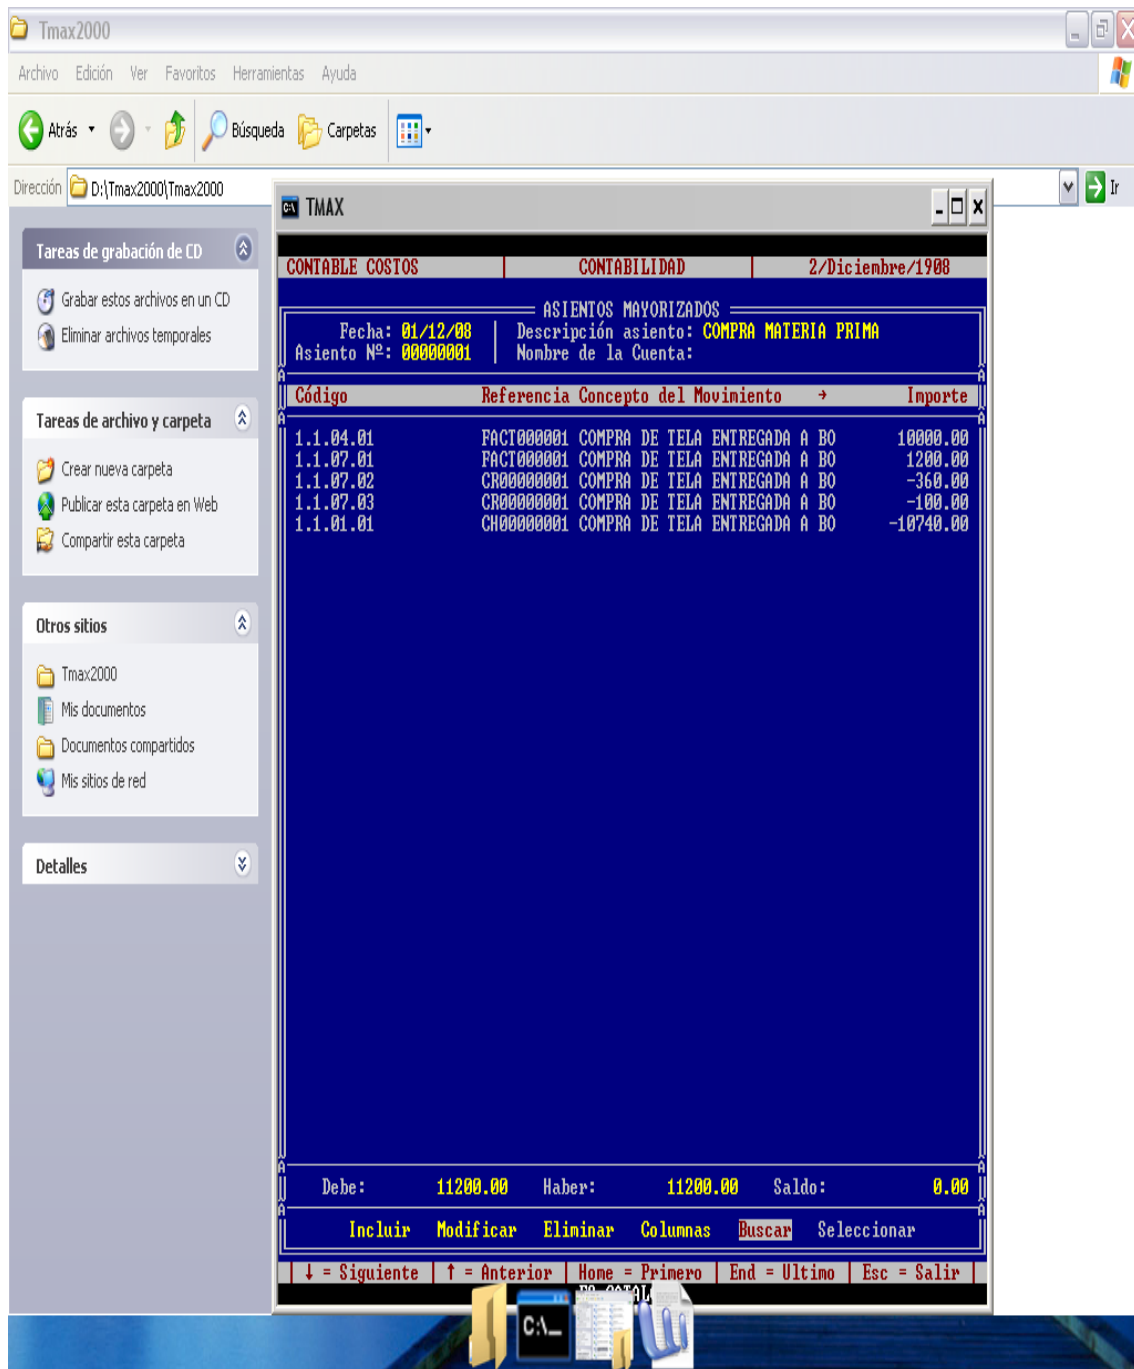 Tmax2000
Archivo Edición Ver Favoritos Herramientas Ayuda
Atrás Búsqueda Carpetas
Dirección D:\Tmax2000\Tmax2000 Ir
Tareas de grabación de CD
Grabar estos archivos en un CD
Eliminar archivos temporales
Tareas de archivo y carpeta
Crear nueva carpeta
Publicar esta carpeta en Web
Compartir esta carpeta
Otros sitios
Tmax2000
Mis documentos
Documentos compartidos
Mis sitios de red
Detalles
TMAX
CONTABLE COSTOS CONTABILIDAD 2/Diciembre/1908
ASIENTOS MAYORIZADOS
Fecha: 01/12/08 Descripción asiento: COMPRA MATERIA PRIMA
Asiento Nº: 00000001 Nombre de la Cuenta:
Código Referencia Concepto del Movimiento → Importe
1.1.04.01 FACT000001 COMPRA DE TELA ENTREGADA A BO 10000.00
1.1.07.01 FACT000001 COMPRA DE TELA ENTREGADA A BO 1200.00
1.1.07.02 CR00000001 COMPRA DE TELA ENTREGADA A BO -360.00
1.1.07.03 CR00000001 COMPRA DE TELA ENTREGADA A BO -100.00
1.1.01.01 CH00000001 COMPRA DE TELA ENTREGADA A BO -10740.00
Debe: 11200.00 Haber: 11200.00 Saldo: 0.00
Incluir Modificar Eliminar Columnas Buscar Seleccionar
↓ = Siguiente ↑ = Anterior Home = Primero End = Ultimo Esc = Salir
C:\_